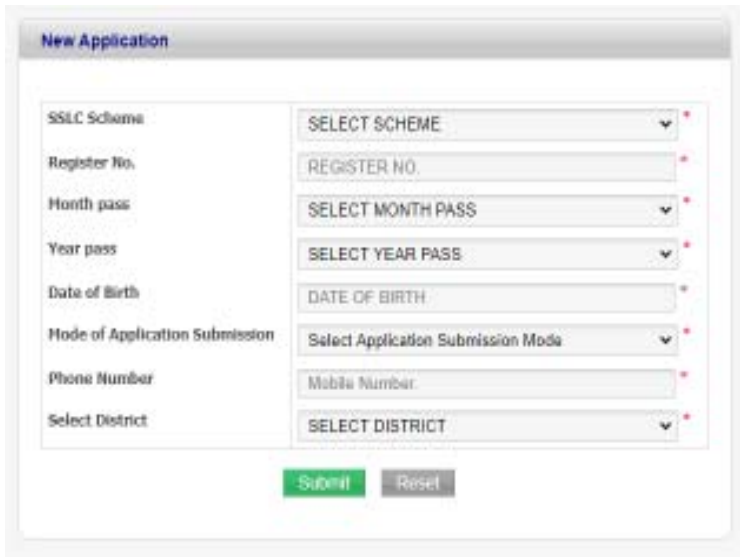 New Application
SSLC Scheme SELECT SCHEME *
Register No. REGISTER NO. *
Month pass SELECT MONTH PASS *
Year pass SELECT YEAR PASS *
Date of Birth DATE OF BIRTH *
Mode of Application Submission Select Application Submission Mode *
Phone Number Mobile Number *
Select District SELECT DISTRICT *
Submit Reset